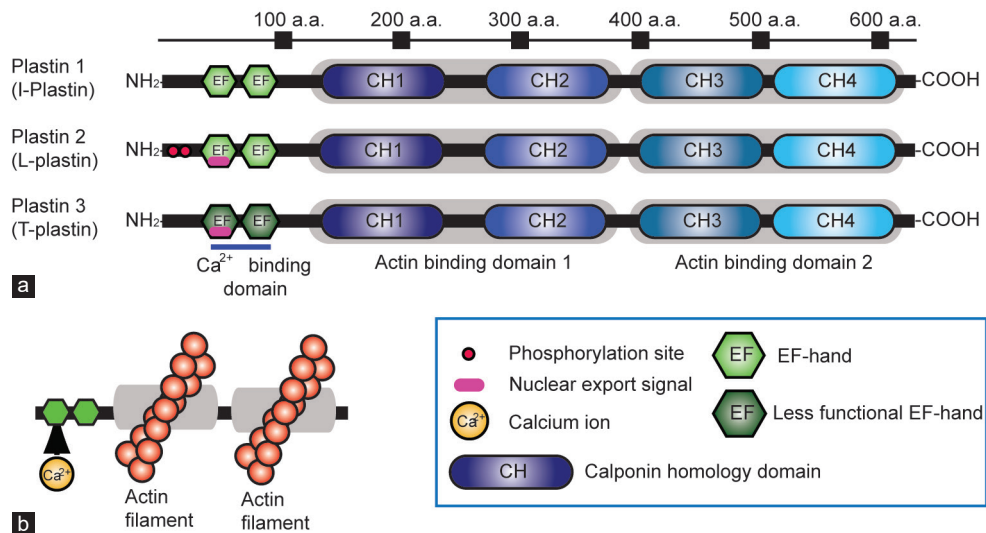 100 a.a. 200 a.a. 300 a.a. 400 a.a. 500 a.a. 600 a.a.
Plastin 1
(I-Plastin)
NH2- EF EF CH1 CH2 CH3 CH4 -COOH
Plastin 2
(L-plastin)
NH2- EF EF CH1 CH2 CH3 CH4 -COOH
Plastin 3
(T-plastin)
NH2- EF EF CH1 CH2 CH3 CH4 -COOH
Ca2+ binding
domain
Actin binding domain 1
Actin binding domain 2
a
Ca2+
Actin
filament
Actin
filament
b
Phosphorylation site
Nuclear export signal
Ca2+ Calcium ion
EF EF-hand
EF Less functional EF-hand
CH Calponin homology domain